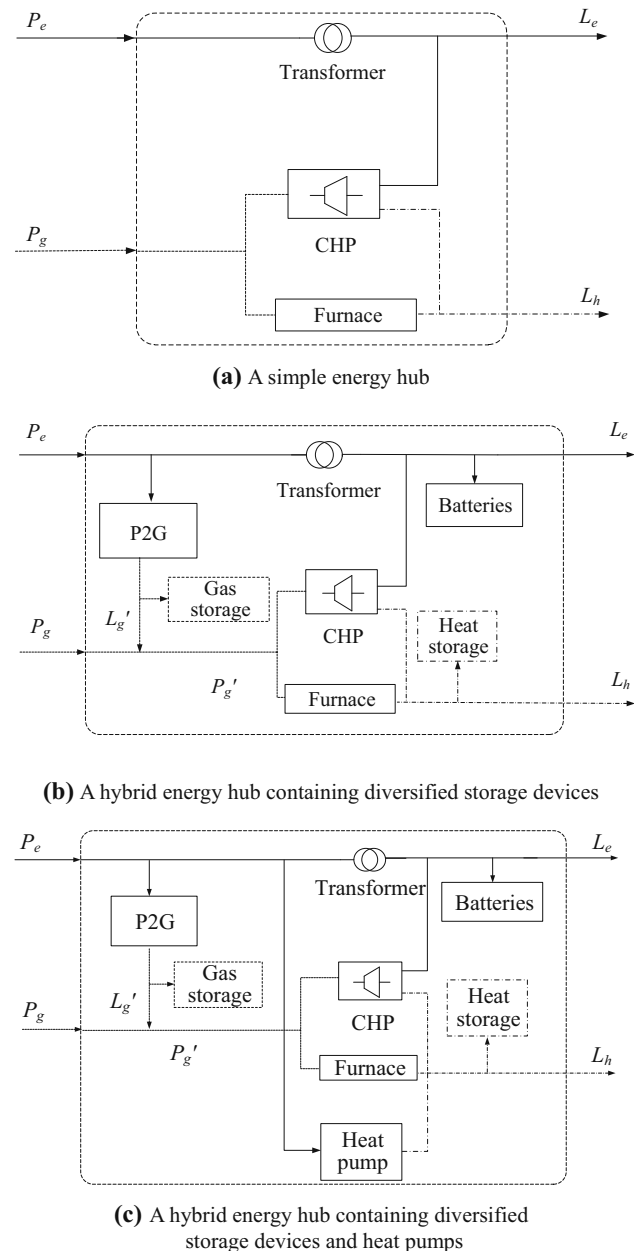 P_e
L_e
Transformer
CHP
P_g
L_h
Furnace
(a) A simple energy hub
P_e
L_e
Transformer
Batteries
P2G
Gas
storage
L_g'
Heat
storage
P_g
CHP
P_g'
Furnace
L_h
(b) A hybrid energy hub containing diversified storage devices
P_e
L_e
Transformer
Batteries
P2G
Gas
storage
L_g'
Heat
storage
P_g
CHP
P_g'
Furnace
L_h
Heat
pump
(c) A hybrid energy hub containing diversified
storage devices and heat pumps